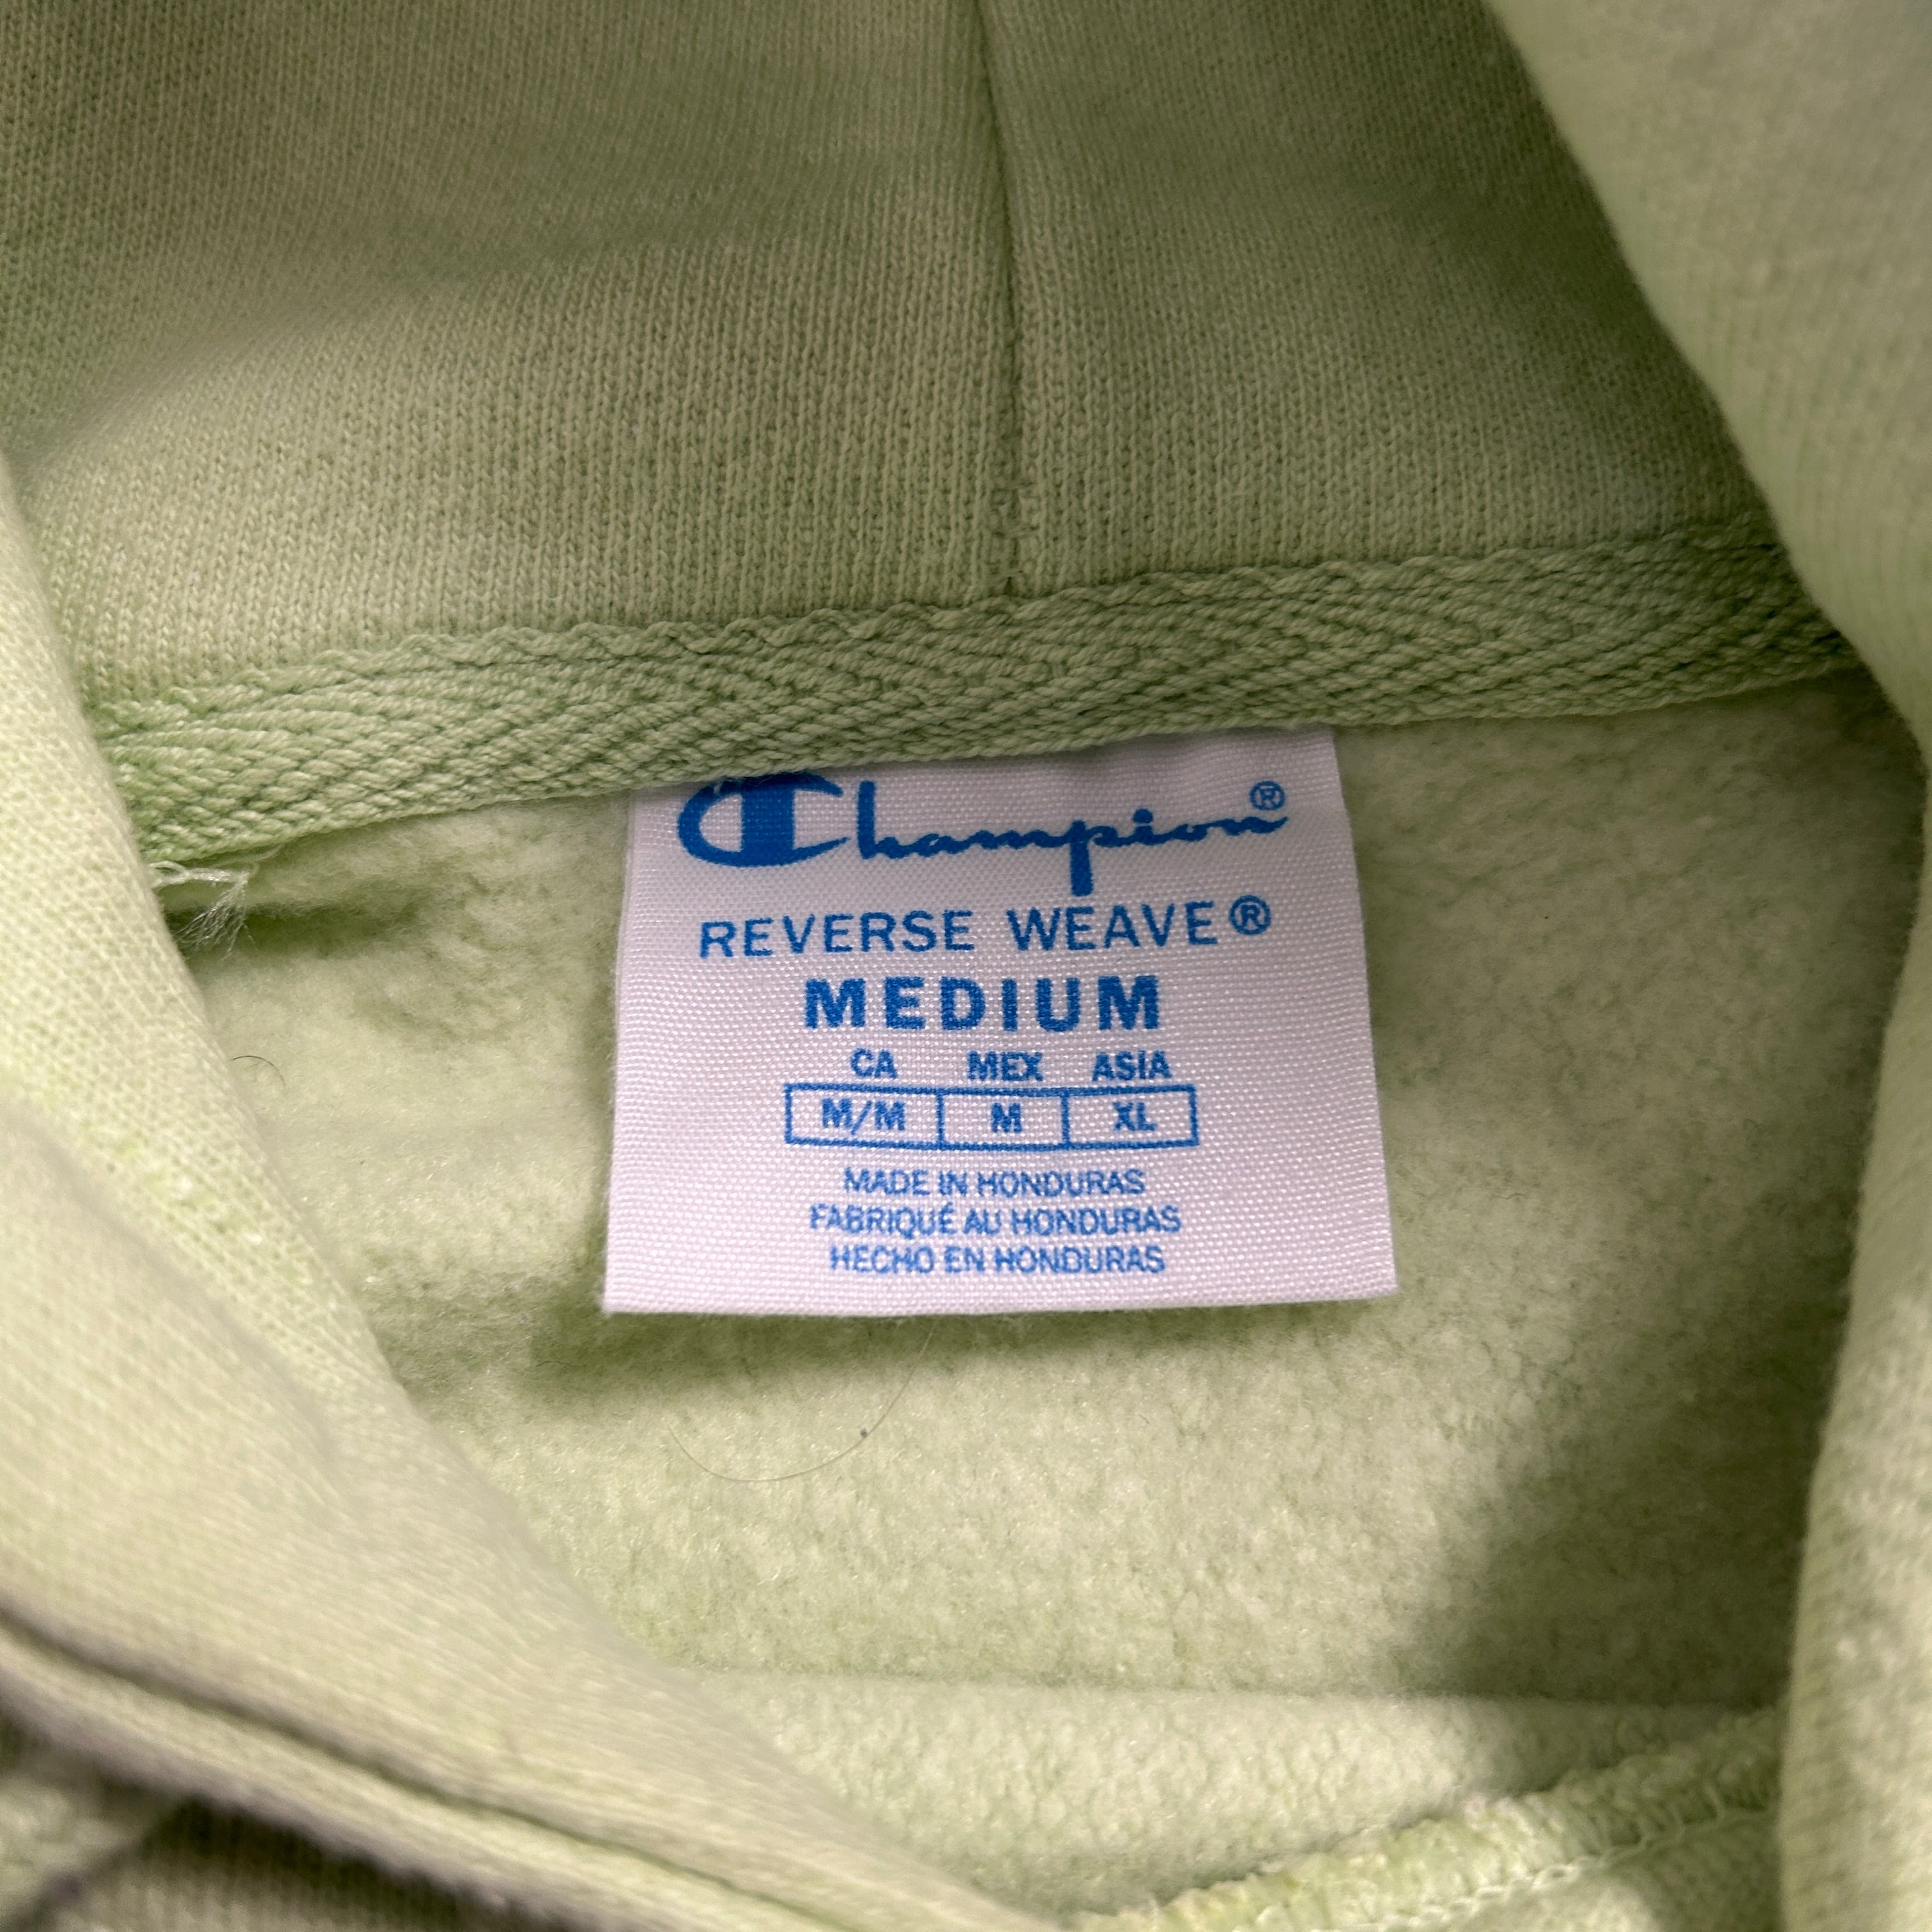 Champion®
REVERSE WEAVE®
MEDIUM
CA MEX ASIA
M/M M XL
MADE IN HONDURAS
FABRIQUÉ AU HONDURAS
HECHO EN HONDURAS